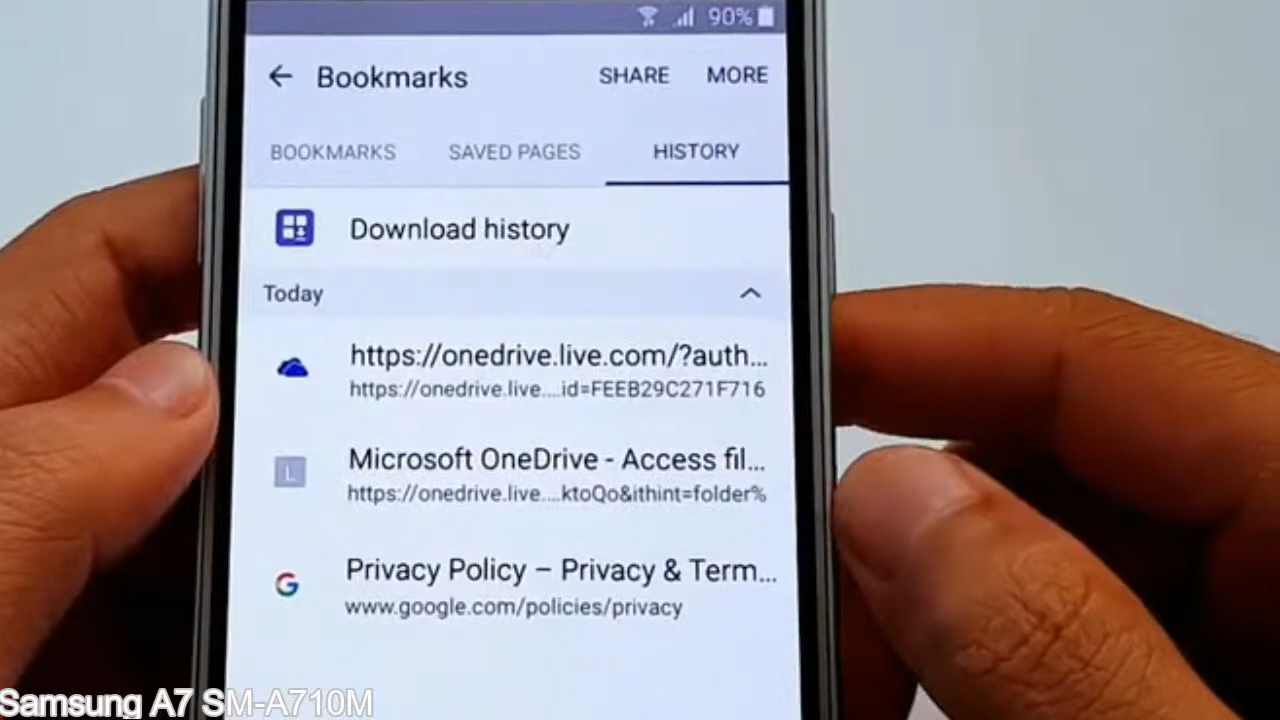 90%
Bookmarks SHARE MORE
BOOKMARKS SAVED PAGES HISTORY
Download history
Today
https://onedrive.live.com/?auth...
https://onedrive.live....id=FEEB29C271F716
L
Microsoft OneDrive - Access fil...
https://onedrive.live....ktoQo&ithint=folder%
G
Privacy Policy – Privacy & Term...
www.google.com/policies/privacy
Samsung A7 SM-A710M